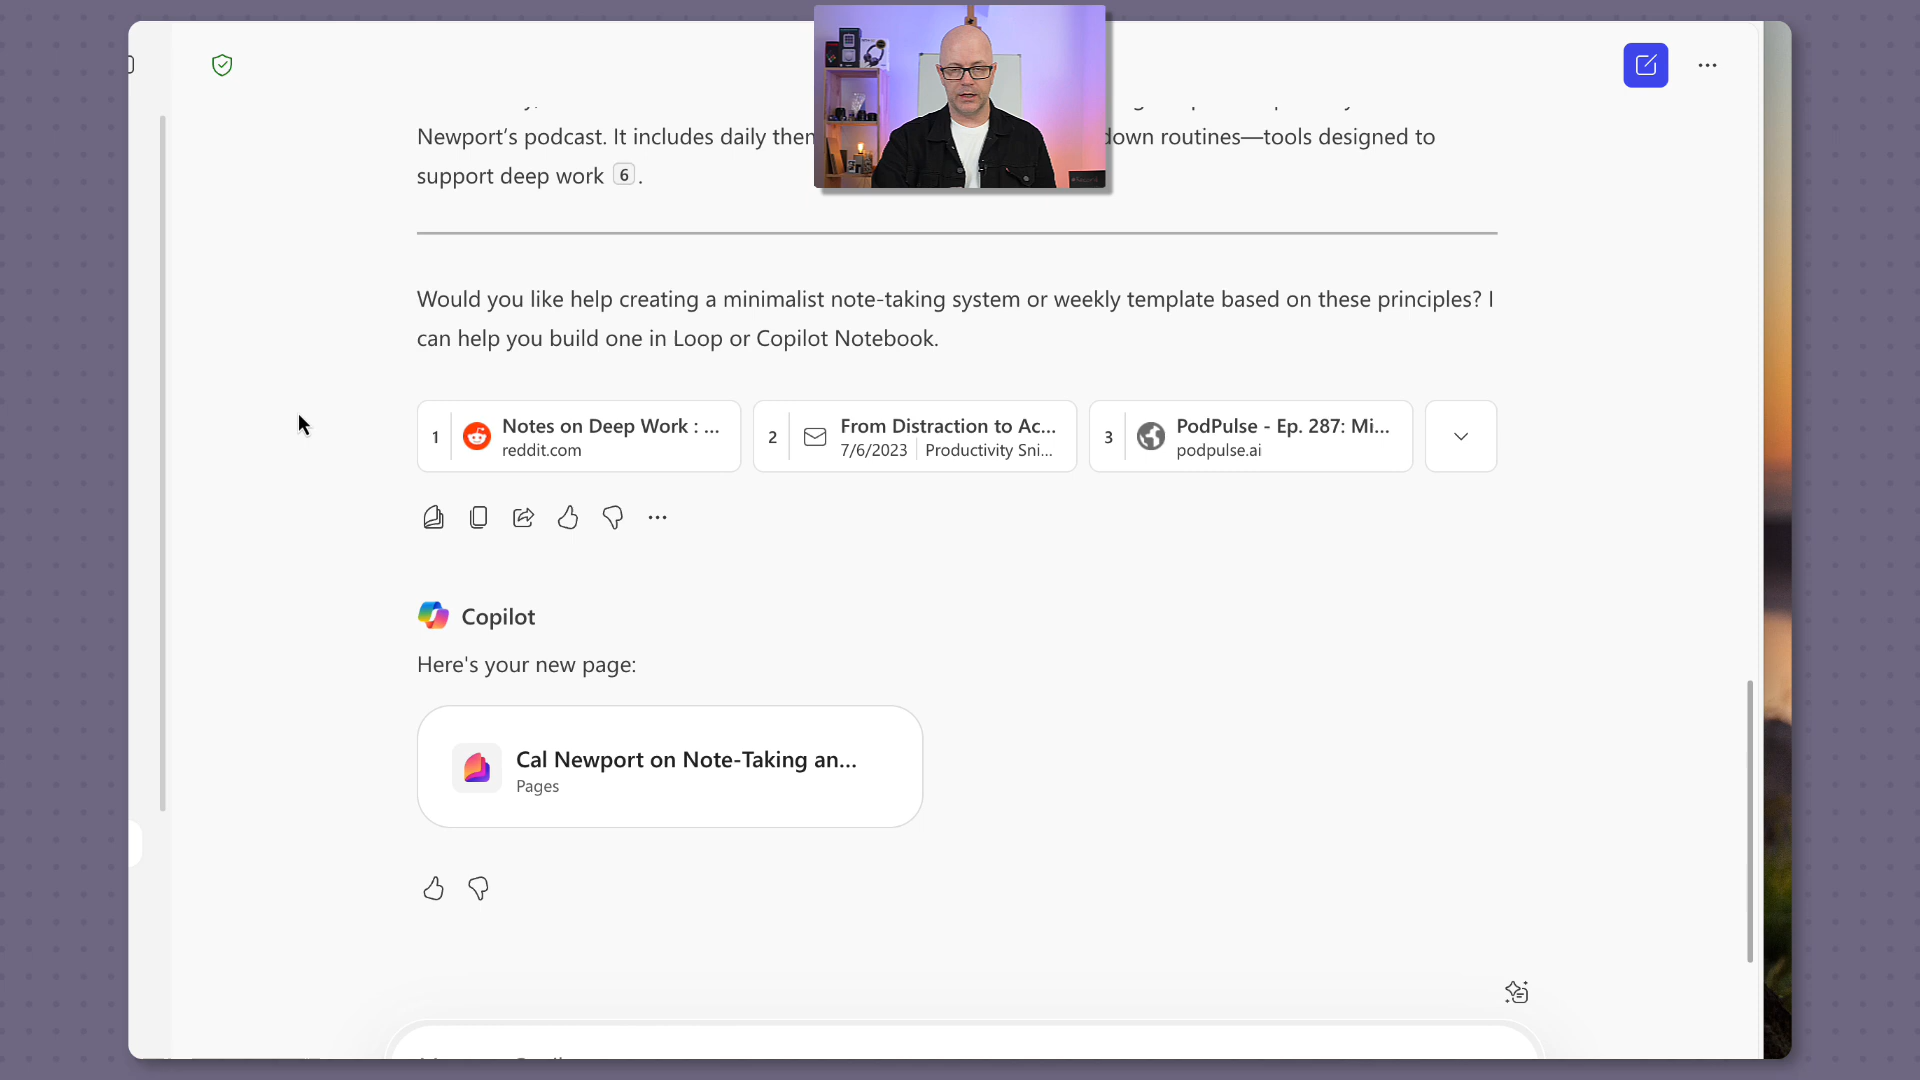 Newport's podcast. It includes daily them down routines—tools designed to
support deep work 6 .
Would you like help creating a minimalist note-taking system or weekly template based on these principles? I
can help you build one in Loop or Copilot Notebook.
1 Notes on Deep Work : ...
reddit.com
2 From Distraction to Ac...
7/6/2023 Productivity Sni...
3 PodPulse - Ep. 287: Mi...
podpulse.ai
Copilot
Here's your new page:
Cal Newport on Note-Taking an...
Pages